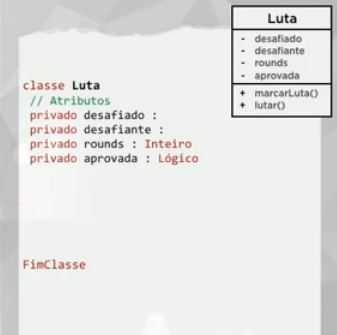 Luta
- desafiado
- desafiante
- rounds
- aprovada
+ marcarLuta()
+ lutar()
classe Luta
// Atributos
privado desafiado :
privado desafiante :
privado rounds : Inteiro
privado aprovada : Lógico
FimClasse